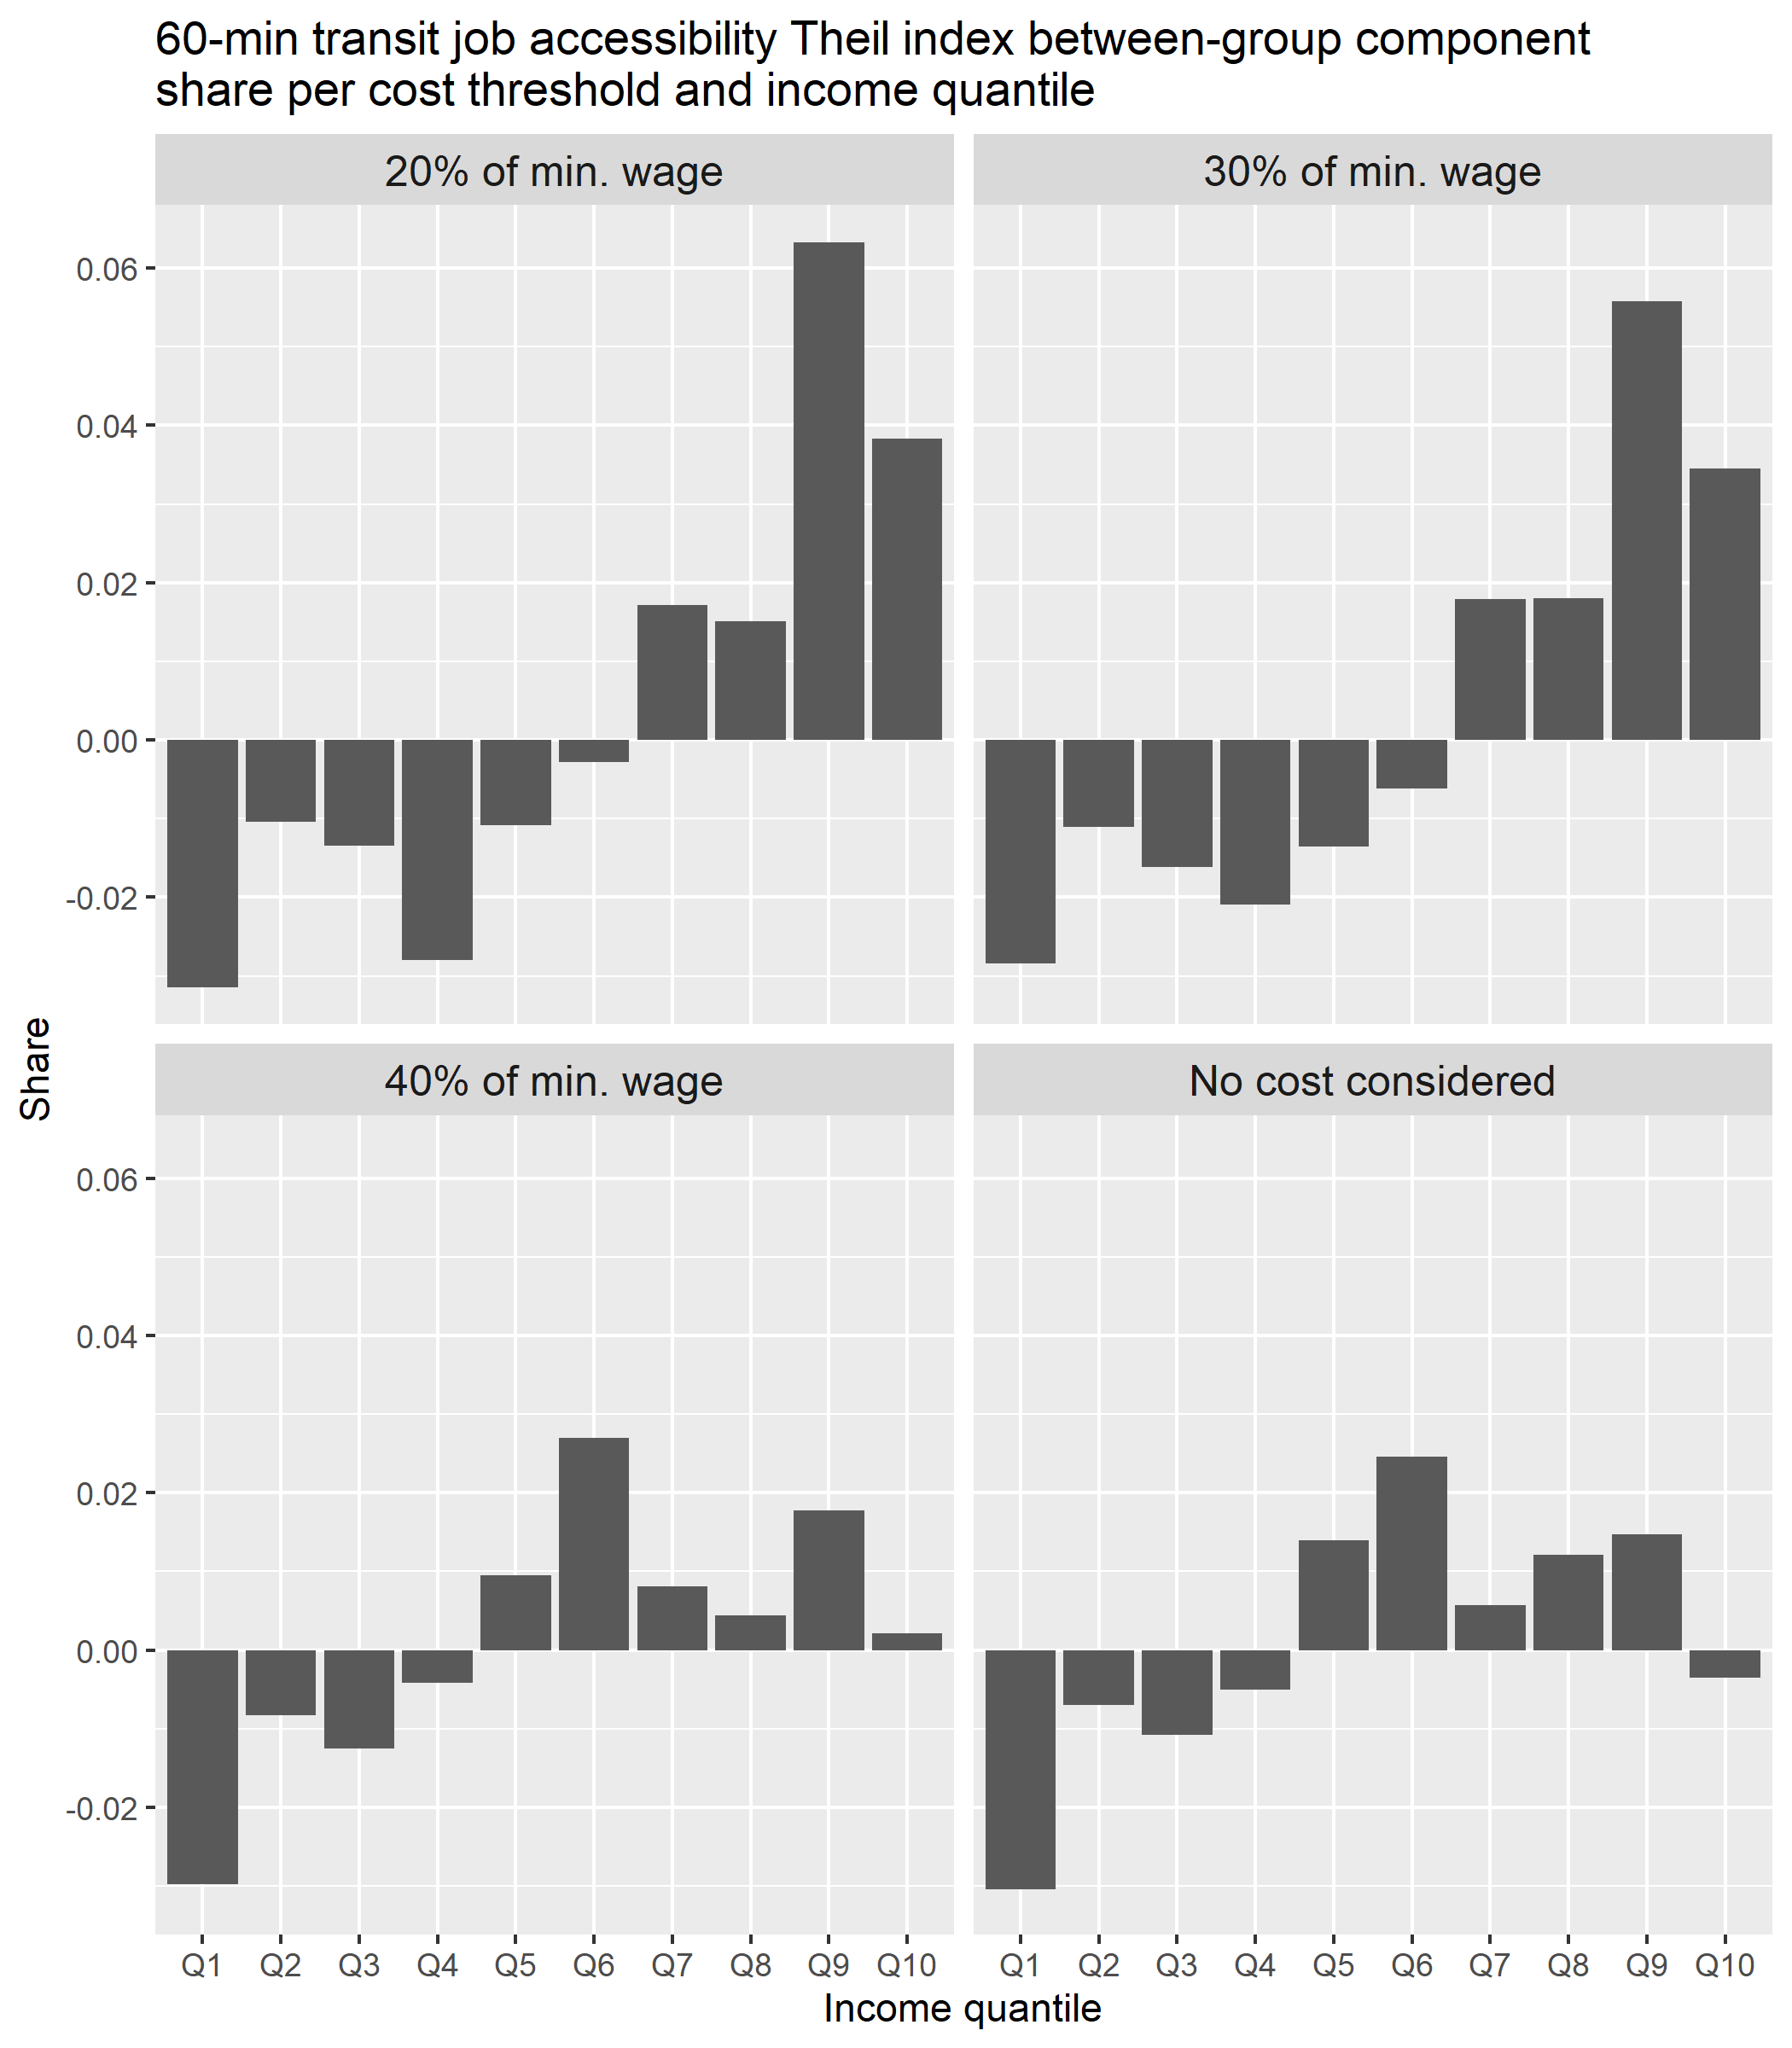 60-min transit job accessibility Theil index between-group component
share per cost threshold and income quantile
20% of min. wage
30% of min. wage
0.06
0.04
0.02
0.00
-0.02
Share
40% of min. wage
No cost considered
0.06
0.04
0.02
0.00
-0.02
Q1 Q2 Q3 Q4 Q5 Q6 Q7 Q8 Q9 Q10
Q1 Q2 Q3 Q4 Q5 Q6 Q7 Q8 Q9 Q10
Income quantile